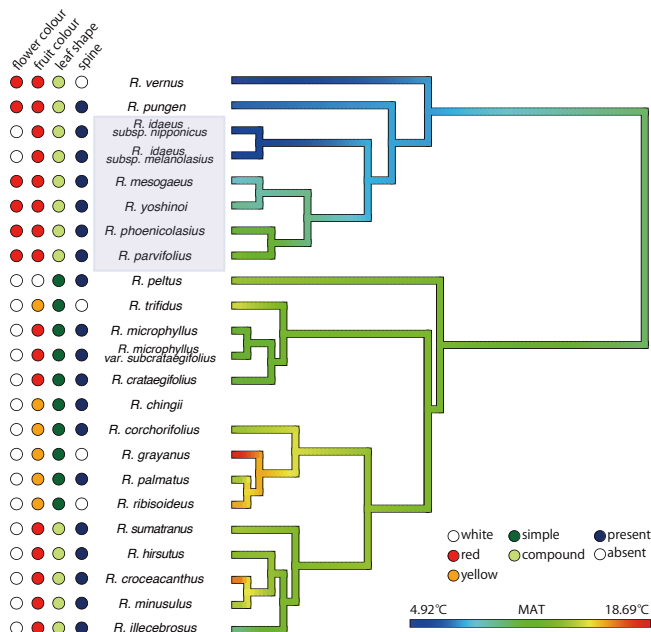 flower colour
fruit colour
leaf shape
spine
R. vernus
R. pungen
R. idaeus
subsp. nipponicus
R. idaeus
subsp. melanolasius
R. mesogaeus
R. yoshinoi
R. phoenicolasius
R. parvifolius
R. peltus
R. trifidus
R. microphyllus
R. microphyllus
var. subcrataegifolius
R. crataegifolius
R. chingii
R. corchorifolius
R. grayanus
R. palmatus
R. ribisoideus
R. sumatranus
R. hirsutus
R. croceacanthus
R. minusulus
R. illecebrosus
white simple present
red compound absent
yellow
4.92°C MAT 18.69°C